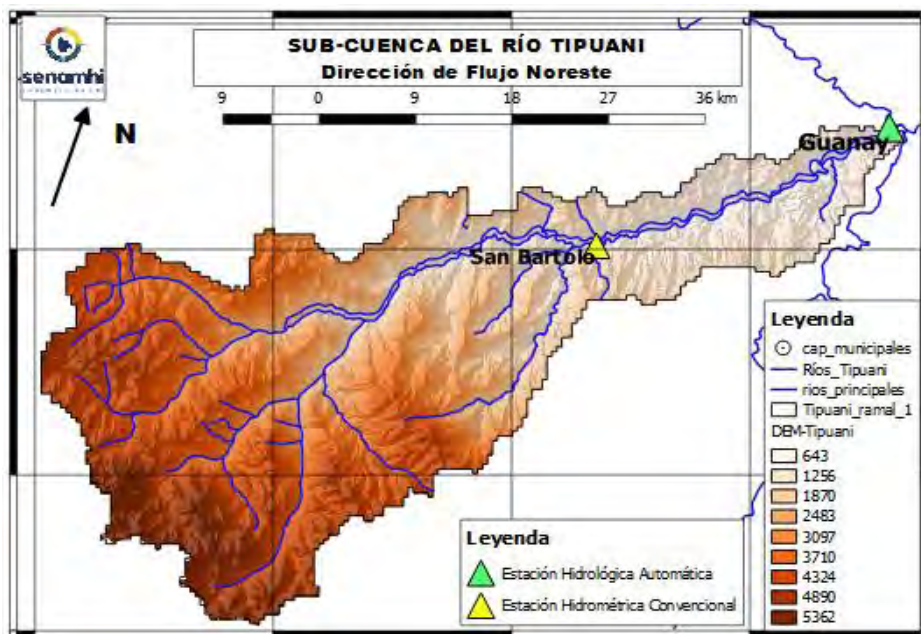 SUB-CUENCA DEL RÍO TIPUANI
Dirección de Flujo Noreste
senamhi
9 0 9 18 27 36 km
N
Guanay
San Bartolo
Leyenda
cap_municipales
Ríos_Tipuani
rios_principales
Tipuani_ramal_1
DEM-Tipuani
643
1256
1870
2483
3097
3710
4324
4890
5362
Leyenda
Estación Hidrológica Automática
Estación Hidrométrica Convencional